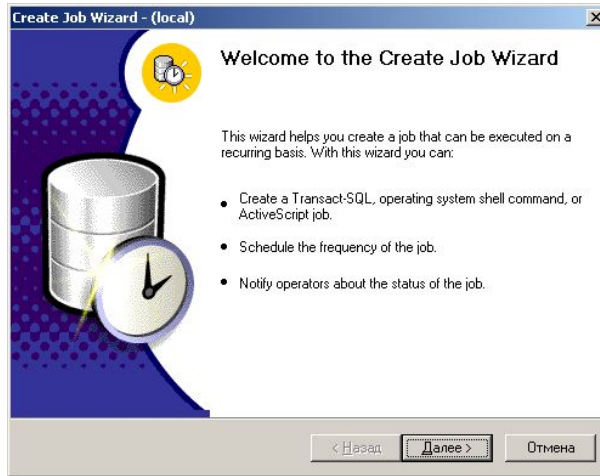 Create Job Wizard - (local)
Welcome to the Create Job Wizard
This wizard helps you create a job that can be executed on a
recurring basis. With this wizard you can:
• Create a Transact-SQL, operating system shell command, or
ActiveScript job.
• Schedule the frequency of the job.
• Notify operators about the status of the job.
< Назад
Далее >
Отмена